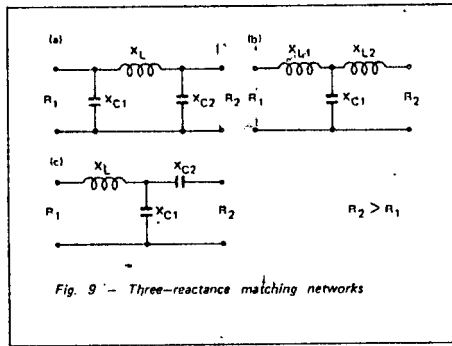 (a)
X_L
R_1
X_C1
X_C2
R_2
(b)
X_L1
X_L2
R_1
X_C1
R_2
(c)
X_L
X_C2
R_1
X_C1
R_2
R_2 > R_1
Fig. 9 – Three–reactance matching networks